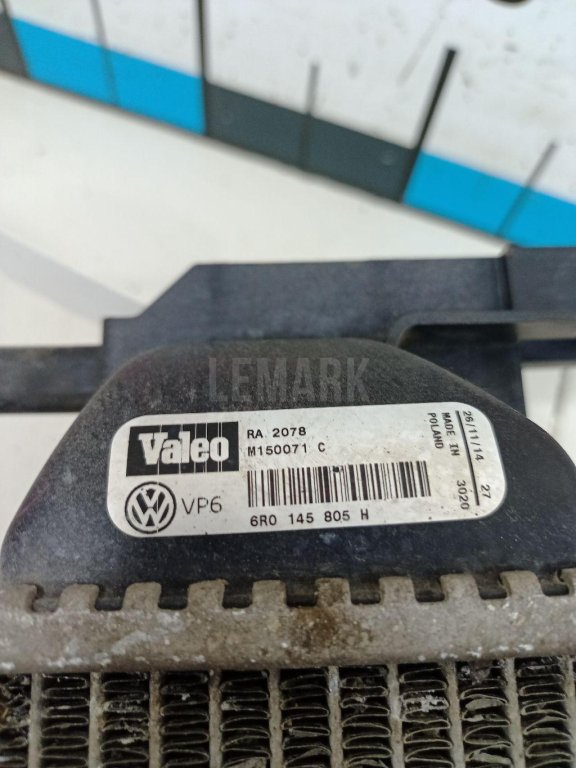 LEMARK
Valeo
RA 2078
M150071 C
VP6
6R0 145 805 H
MADE IN
POLAND
26/11/14 27
3020